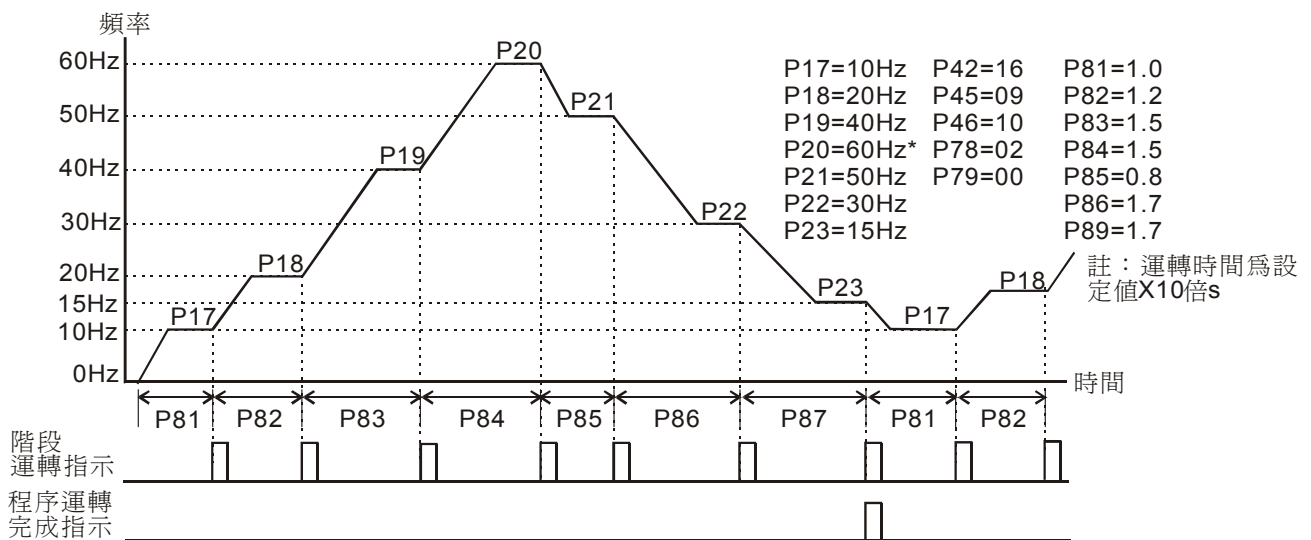 頻率
60Hz
50Hz
40Hz
30Hz
20Hz
15Hz
10Hz
0Hz
P17
P18
P19
P20
P21
P22
P23
P17
P18
P17=10Hz P42=16 P81=1.0
P18=20Hz P45=09 P82=1.2
P19=40Hz P46=10 P83=1.5
P20=60Hz* P78=02 P84=1.5
P21=50Hz P79=00 P85=0.8
P22=30Hz P86=1.7
P23=15Hz P89=1.7
註：運轉時間爲設
定值X10倍s
時間
P81 P82 P83 P84 P85 P86 P87 P81 P82
階段
運轉指示
程序運轉
完成指示